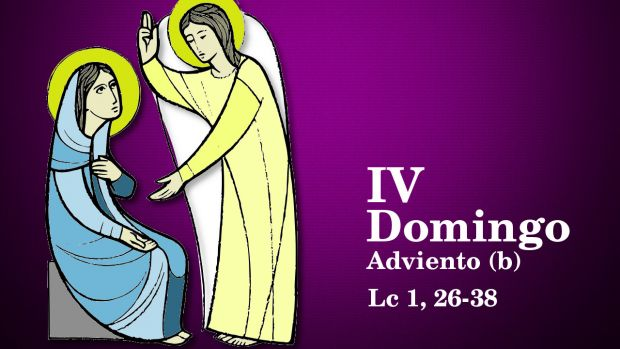 IV
Domingo
Adviento (b)
Lc 1, 26-38